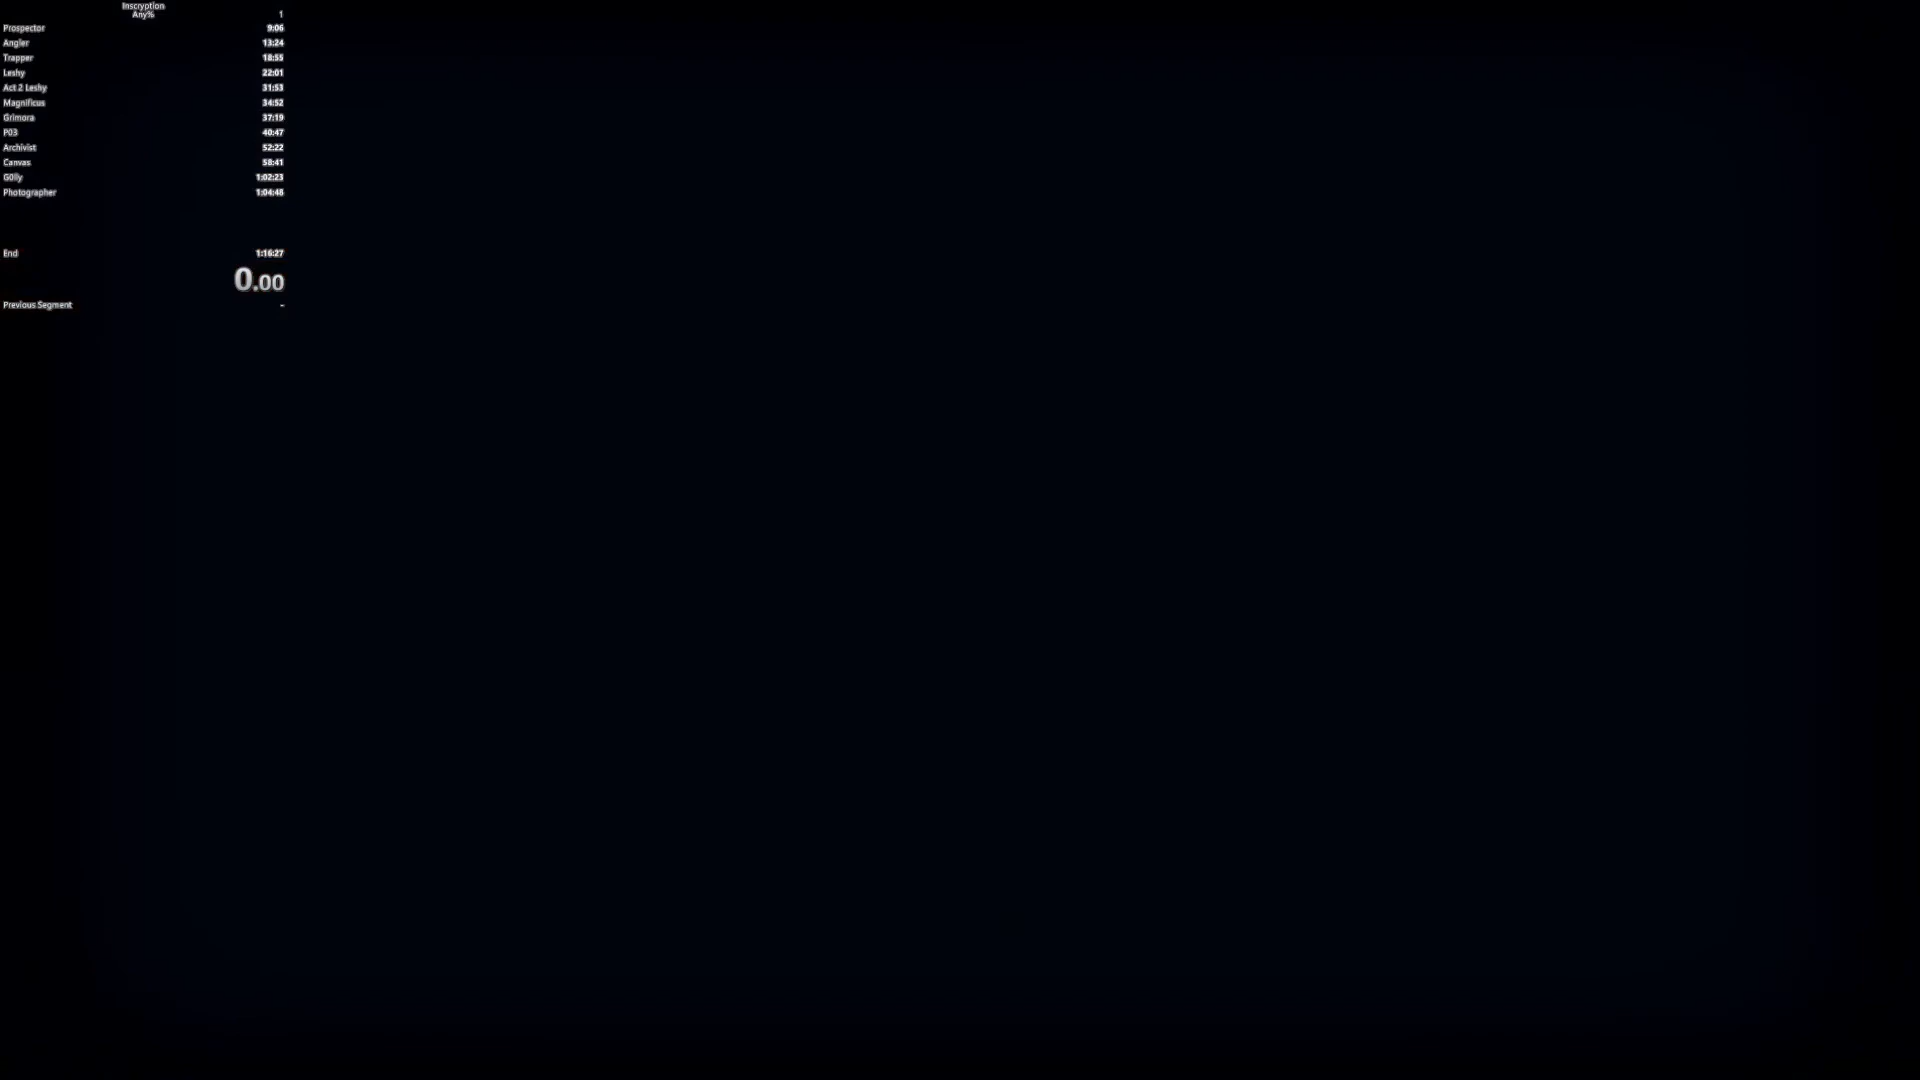 Inscryption
Any% 1
Prospector 9:06
Angler 13:24
Trapper 18:55
Leshy 22:01
Act 2 Leshy 31:53
Magnificus 34:52
Grimora 37:19
P03 40:47
Archivist 52:22
Canvas 58:41
G0lly 1:02:23
Photographer 1:04:48
End 1:16:27
0.00
Previous Segment -